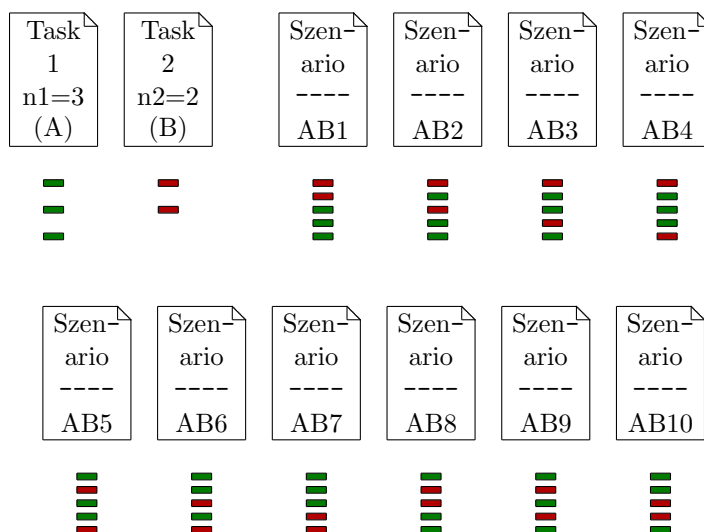 Task
1
n1=3
(A)
Task
2
n2=2
(B)
Szen-
ario
----
AB1
Szen-
ario
----
AB2
Szen-
ario
----
AB3
Szen-
ario
----
AB4
Szen-
ario
----
AB5
Szen-
ario
----
AB6
Szen-
ario
----
AB7
Szen-
ario
----
AB8
Szen-
ario
----
AB9
Szen-
ario
----
AB10